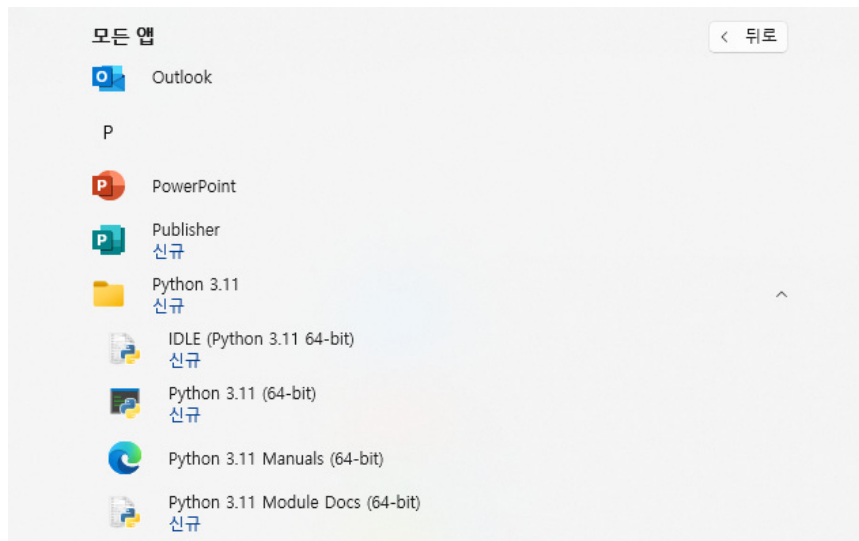 모든 앱
뒤로
Outlook
P
PowerPoint
Publisher
신규
Python 3.11
신규
IDLE (Python 3.11 64-bit)
신규
Python 3.11 (64-bit)
신규
Python 3.11 Manuals (64-bit)
Python 3.11 Module Docs (64-bit)
신규